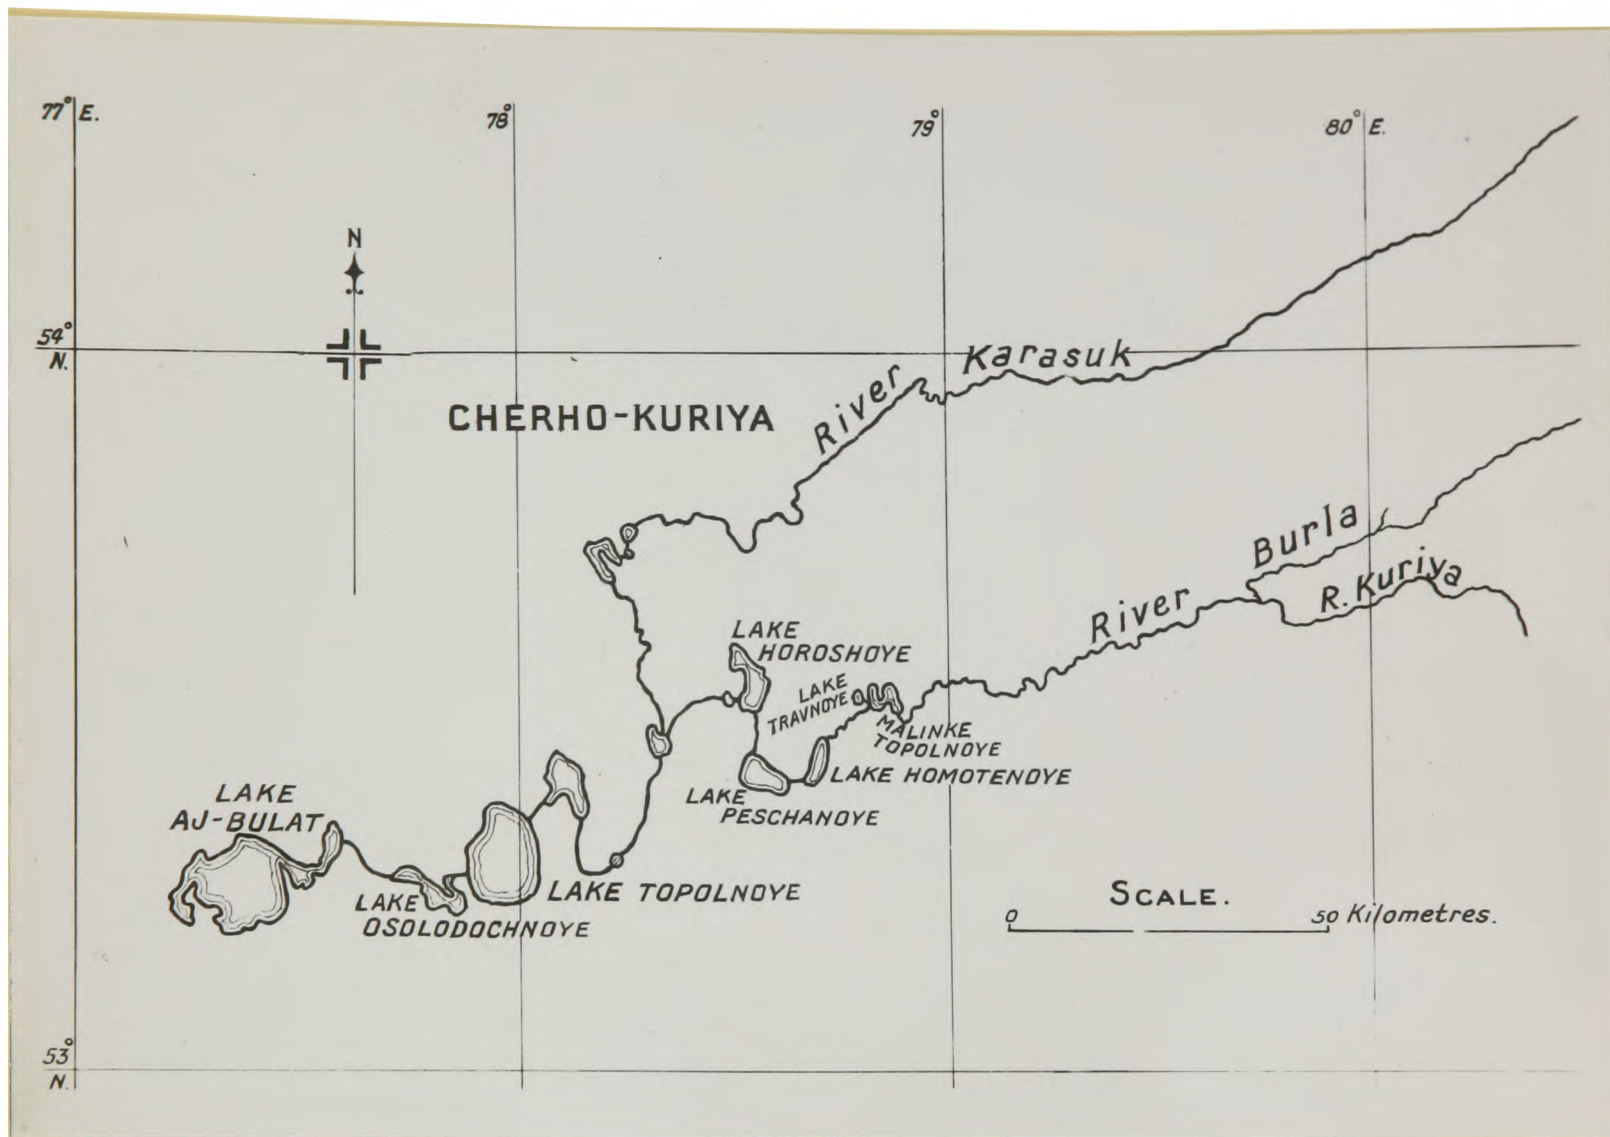 77° E.
78°
79°
80° E.
N
54°
N.
River Karasuk
CHERHO-KURIYA
River Burla
R. Kuriya
LAKE
HOROSHOYE
LAKE
TRAVNOYE
MALINKE
TOPOLNOYE
LAKE HOMOTENOYE
LAKE
PESCHANOYE
LAKE
AJ-BULAT
LAKE TOPOLNOYE
LAKE
OSOLODOCHNOYE
SCALE.
0 50 Kilometres.
53°
N.